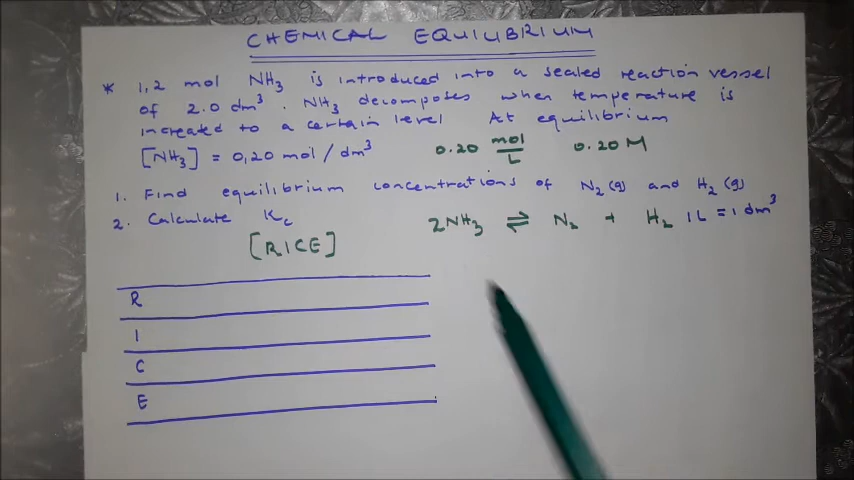 CHEMICAL EQUILIBRIUM
* 1,2 mol NH3 is introduced into a sealed reaction vessel
of 2.0 dm³. NH3 decomposes when temperature is
increated to a certain level At equilibrium
[NH3] = 0,20 mol/dm³ 0.20 mol/L 0.20 M
1. Find equilibrium concentrations of N2(g) and H2(g)
2. Calculate Kc 2NH3 ⇌ N2 + H2 1L = 1 dm³
[RICE]
R
I
C
E